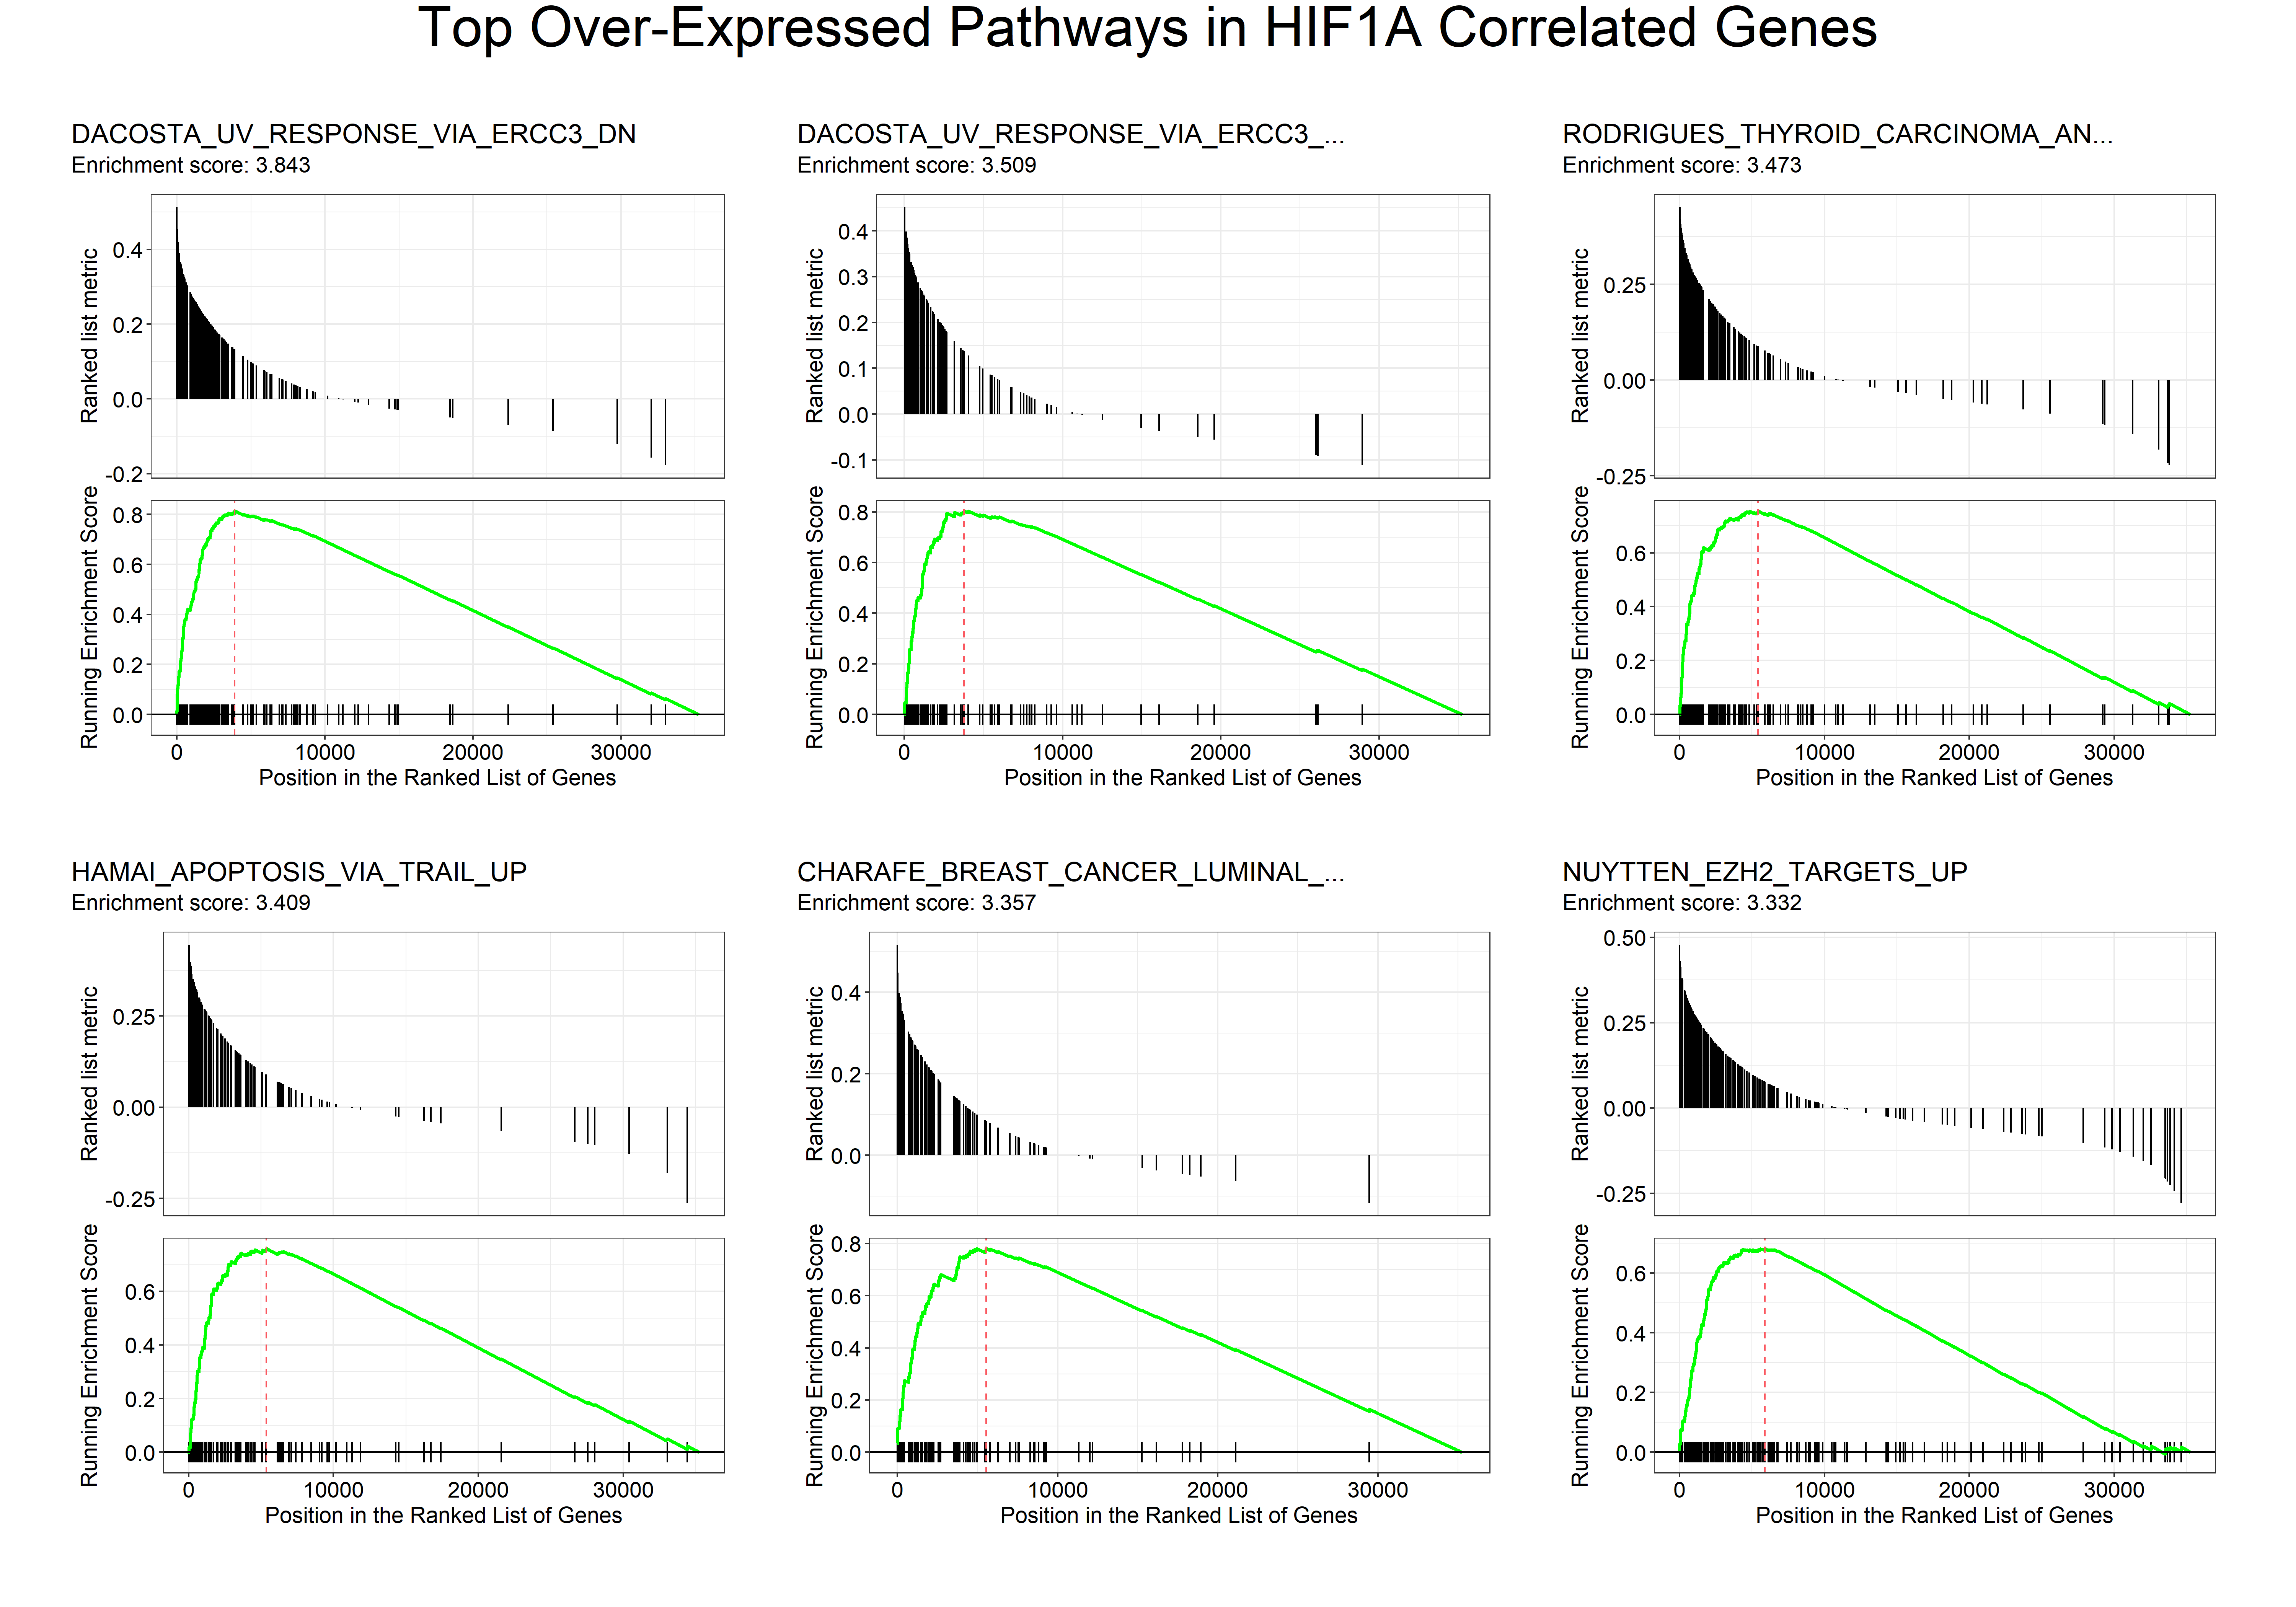 Top Over-Expressed Pathways in HIF1A Correlated Genes
DACOSTA_UV_RESPONSE_VIA_ERCC3_DN
Enrichment score: 3.843
Ranked list metric
0.4
0.2
0.0
-0.2
Running Enrichment Score
0.8
0.6
0.4
0.2
0.0
0 10000 20000 30000
Position in the Ranked List of Genes
DACOSTA_UV_RESPONSE_VIA_ERCC3_...
Enrichment score: 3.509
Ranked list metric
0.4
0.3
0.2
0.1
0.0
-0.1
Running Enrichment Score
0.8
0.6
0.4
0.2
0.0
0 10000 20000 30000
Position in the Ranked List of Genes
RODRIGUES_THYROID_CARCINOMA_AN...
Enrichment score: 3.473
Ranked list metric
0.25
0.00
-0.25
Running Enrichment Score
0.6
0.4
0.2
0.0
0 10000 20000 30000
Position in the Ranked List of Genes
HAMAI_APOPTOSIS_VIA_TRAIL_UP
Enrichment score: 3.409
Ranked list metric
0.25
0.00
-0.25
Running Enrichment Score
0.6
0.4
0.2
0.0
0 10000 20000 30000
Position in the Ranked List of Genes
CHARAFE_BREAST_CANCER_LUMINAL_...
Enrichment score: 3.357
Ranked list metric
0.4
0.2
0.0
Running Enrichment Score
0.8
0.6
0.4
0.2
0.0
0 10000 20000 30000
Position in the Ranked List of Genes
NUYTTEN_EZH2_TARGETS_UP
Enrichment score: 3.332
Ranked list metric
0.50
0.25
0.00
-0.25
Running Enrichment Score
0.6
0.4
0.2
0.0
0 10000 20000 30000
Position in the Ranked List of Genes